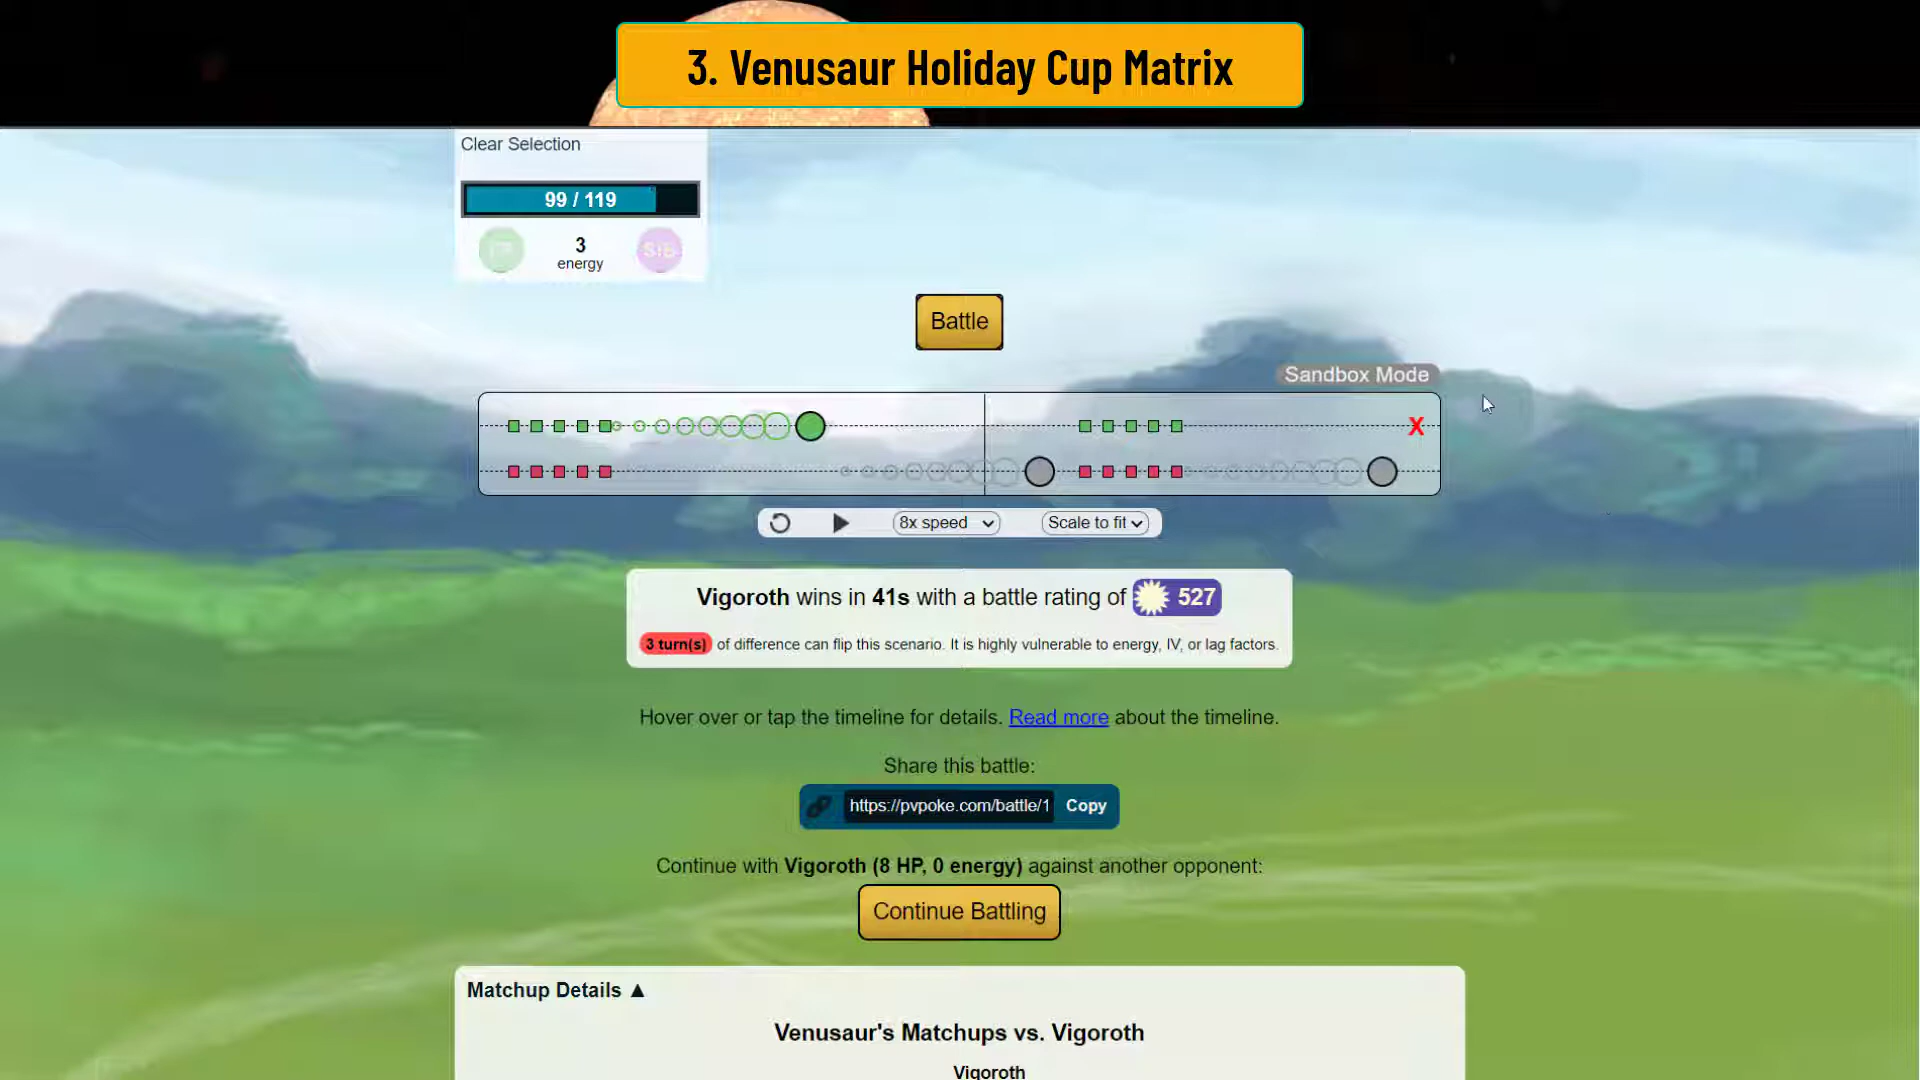 3. Venusaur Holiday Cup Matrix
Clear Selection
99 / 119
3
energy
Battle
Sandbox Mode
X
8x speed
Scale to fit
Vigoroth wins in 41s with a battle rating of 527
3 turn(s) of difference can flip this scenario. It is highly vulnerable to energy, IV, or lag factors.
Hover over or tap the timeline for details. Read more about the timeline.
Share this battle:
https://pvpoke.com/battle/1 Copy
Continue with Vigoroth (8 HP, 0 energy) against another opponent:
Continue Battling
Matchup Details ▲
Venusaur's Matchups vs. Vigoroth
Vigoroth